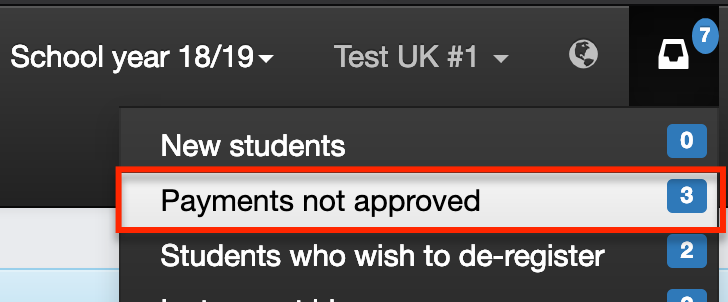 School year 18/19
Test UK #1
7
New students 0
Payments not approved 3
Students who wish to de-register 2